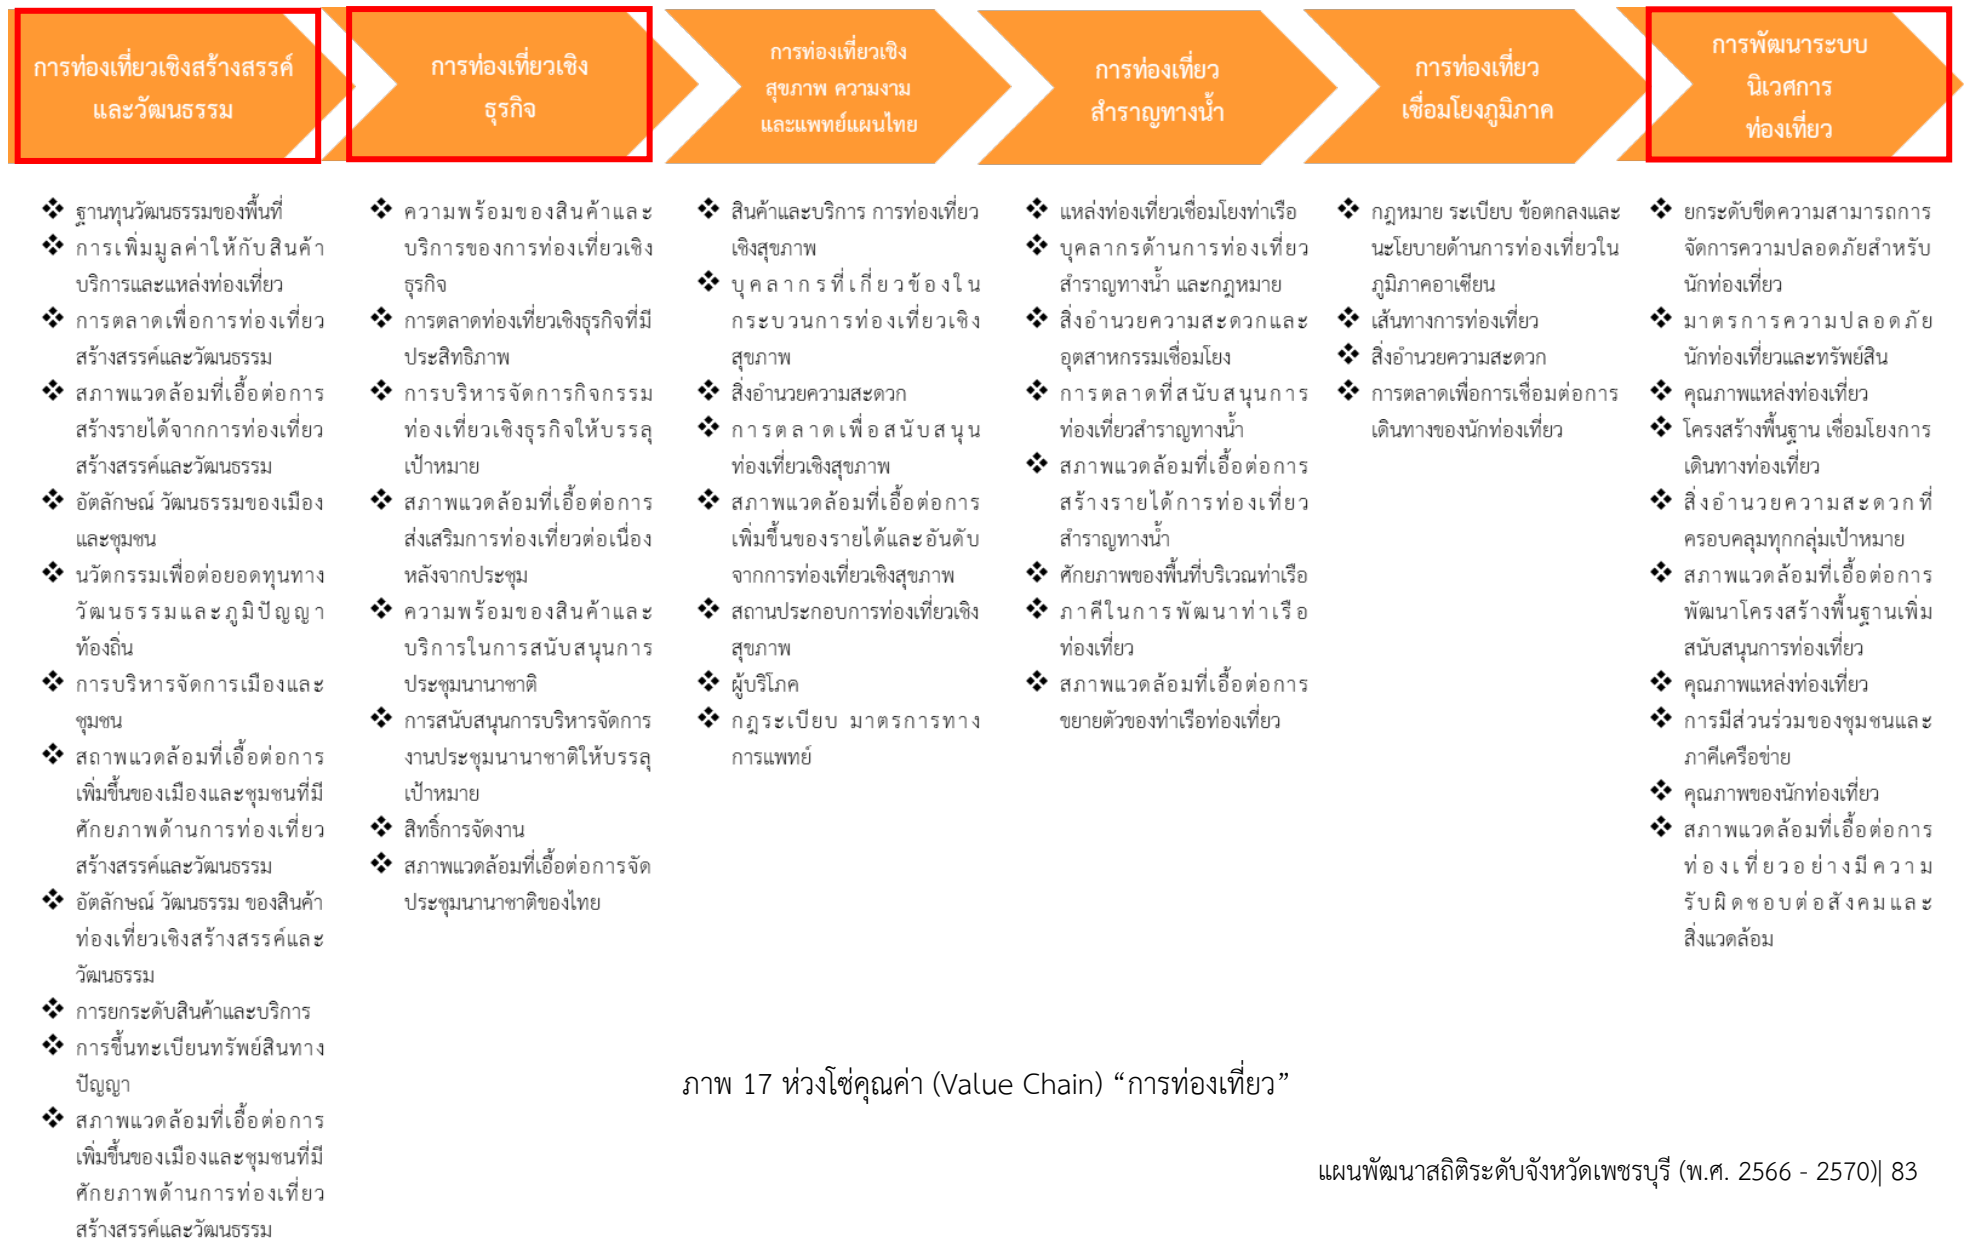 การท่องเที่ยวเชิงสร้างสรรค์
และวัฒนธรรม
การท่องเที่ยวเชิง
ธุรกิจ
การท่องเที่ยวเชิง
สุขภาพ ความงาม
และแพทย์แผนไทย
การท่องเที่ยว
สำราญทางน้ำ
การท่องเที่ยว
เชื่อมโยงภูมิภาค
การพัฒนาระบบ
นิเวศการ
ท่องเที่ยว
❖ ฐานทุนวัฒนธรรมของพื้นที่
❖ การเพิ่มมูลค่าให้กับสินค้า
บริการและแหล่งท่องเที่ยว
❖ การตลาดเพื่อการท่องเที่ยว
สร้างสรรค์และวัฒนธรรม
❖ สภาพแวดล้อมที่เอื้อต่อการ
สร้างรายได้จากการท่องเที่ยว
สร้างสรรค์และวัฒนธรรม
❖ อัตลักษณ์ วัฒนธรรมของเมือง
และชุมชน
❖ นวัตกรรมเพื่อต่อยอดทุนทาง
วัฒนธรรมและภูมิปัญญา
ท้องถิ่น
❖ การบริหารจัดการเมืองและ
ชุมชน
❖ สถาพแวดล้อมที่เอื้อต่อการ
เพิ่มขึ้นของเมืองและชุมชนที่มี
ศักยภาพด้านการท่องเที่ยว
สร้างสรรค์และวัฒนธรรม
❖ อัตลักษณ์ วัฒนธรรม ของสินค้า
ท่องเที่ยวเชิงสร้างสรรค์และ
วัฒนธรรม
❖ การยกระดับสินค้าและบริการ
❖ การขึ้นทะเบียนทรัพย์สินทาง
ปัญญา
❖ สภาพแวดล้อมที่เอื้อต่อการ
เพิ่มขึ้นของเมืองและชุมชนที่มี
ศักยภาพด้านการท่องเที่ยว
สร้างสรรค์และวัฒนธรรม
❖ ความพร้อมของสินค้าและ
บริการของการท่องเที่ยวเชิง
ธุรกิจ
❖ การตลาดท่องเที่ยวเชิงธุรกิจที่มี
ประสิทธิภาพ
❖ การบริหารจัดการกิจกรรม
ท่องเที่ยวเชิงธุรกิจให้บรรลุ
เป้าหมาย
❖ สภาพแวดล้อมที่เอื้อต่อการ
ส่งเสริมการท่องเที่ยวต่อเนื่อง
หลังจากประชุม
❖ ความพร้อมของสินค้าและ
บริการในการสนับสนุนการ
ประชุมนานาชาติ
❖ การสนับสนุนการบริหารจัดการ
งานประชุมนานาชาติให้บรรลุ
เป้าหมาย
❖ สิทธิ์การจัดงาน
❖ สภาพแวดล้อมที่เอื้อต่อการจัด
ประชุมนานาชาติของไทย
❖ สินค้าและบริการ การท่องเที่ยว
เชิงสุขภาพ
❖ บุคลากรที่เกี่ยวข้องใน
กระบวนการท่องเที่ยวเชิง
สุขภาพ
❖ สิ่งอำนวยความสะดวก
❖ การตลาดเพื่อสนับสนุน
ท่องเที่ยวเชิงสุขภาพ
❖ สภาพแวดล้อมที่เอื้อต่อการ
เพิ่มขึ้นของรายได้และอันดับ
จากการท่องเที่ยวเชิงสุขภาพ
❖ สถานประกอบการท่องเที่ยวเชิง
สุขภาพ
❖ ผู้บริโภค
❖ กฎระเบียบ มาตรการทาง
การแพทย์
❖ แหล่งท่องเที่ยวเชื่อมโยงท่าเรือ
❖ บุคลากรด้านการท่องเที่ยว
สำราญทางน้ำ และกฎหมาย
❖ สิ่งอำนวยความสะดวกและ
อุตสาหกรรมเชื่อมโยง
❖ การตลาดที่สนับสนุนการ
ท่องเที่ยวสำราญทางน้ำ
❖ สภาพแวดล้อมที่เอื้อต่อการ
สร้างรายได้การท่องเที่ยว
สำราญทางน้ำ
❖ ศักยภาพของพื้นที่บริเวณท่าเรือ
❖ ภาคีในการพัฒนาท่าเรือ
ท่องเที่ยว
❖ สภาพแวดล้อมที่เอื้อต่อการ
ขยายตัวของท่าเรือท่องเที่ยว
❖ กฎหมาย ระเบียบ ข้อตกลงและ
นะโยบายด้านการท่องเที่ยวใน
ภูมิภาคอาเซียน
❖ เส้นทางการท่องเที่ยว
❖ สิ่งอำนวยความสะดวก
❖ การตลาดเพื่อการเชื่อมต่อการ
เดินทางของนักท่องเที่ยว
❖ ยกระดับขีดความสามารถการ
จัดการความปลอดภัยสำหรับ
นักท่องเที่ยว
❖ มาตรการความปลอดภัย
นักท่องเที่ยวและทรัพย์สิน
❖ คุณภาพแหล่งท่องเที่ยว
❖ โครงสร้างพื้นฐาน เชื่อมโยงการ
เดินทางท่องเที่ยว
❖ สิ่งอำนวยความสะดวกที่
ครอบคลุมทุกกลุ่มเป้าหมาย
❖ สภาพแวดล้อมที่เอื้อต่อการ
พัฒนาโครงสร้างพื้นฐานเพิ่ม
สนับสนุนการท่องเที่ยว
❖ คุณภาพแหล่งท่องเที่ยว
❖ การมีส่วนร่วมของชุมชนและ
ภาคีเครือข่าย
❖ คุณภาพของนักท่องเที่ยว
❖ สภาพแวดล้อมที่เอื้อต่อการ
ท่องเที่ยวอย่างมีความ
รับผิดชอบต่อสังคมและ
สิ่งแวดล้อม
ภาพ 17 ห่วงโซ่คุณค่า (Value Chain) “การท่องเที่ยว”
แผนพัฒนาสถิติระดับจังหวัดเพชรบุรี (พ.ศ. 2566 - 2570)| 83